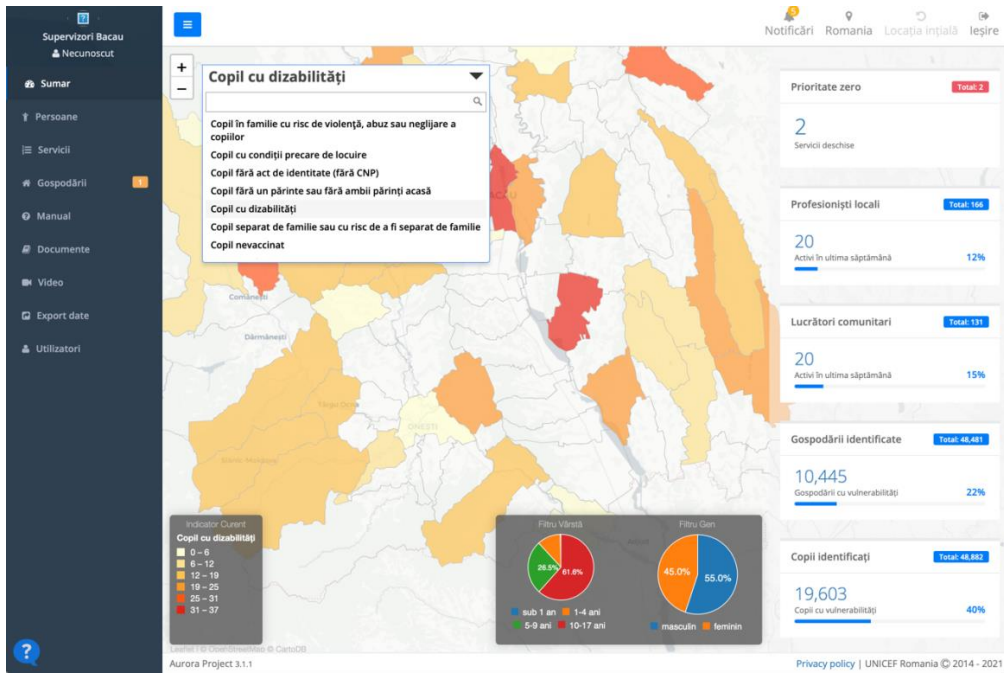 Supervizori Bacau
Necunoscut
Sumar
Persoane
Servicii
Gospodării
1
Manual
Documente
Video
Export date
Utilizatori
5
Notificări
Romania
Locația ințială
Ieșire
+
−
Copil cu dizabilități
Copil în familie cu risc de violență, abuz sau neglijare a
copiilor
Copil cu condiții precare de locuire
Copil fără act de identitate (fără CNP)
Copil fără un părinte sau fără ambii părinți acasă
Copil cu dizabilități
Copil separat de familie sau cu risc de a fi separat de familie
Copil nevaccinat
Comănești
Dărmănești
Târgu Ocna
ONEȘTI
Slănic Moldova
Prioritate zero
Total: 2
2
Servicii deschise
Profesioniști locali
Total: 166
20
Activi în ultima săptămână
12%
Lucrători comunitari
Total: 131
20
Activi în ultima săptămână
15%
Gospodării identificate
Total: 48,481
10,445
Gospodării cu vulnerabilități
22%
Copii identificați
Total: 48,882
19,603
Copii cu vulnerabilități
40%
Indicator Curent
Copil cu dizabilități
0 – 6
6 – 12
12 – 19
19 – 25
25 – 31
31 – 37
Filtru Vârstă
61.6%
sub 1 an
1-4 ani
5-9 ani
10-17 ani
Filtru Gen
45.0%
55.0%
masculin
feminin
Leaflet | © OpenStreetMap © CartoDB
?
Aurora Project 3.1.1
Privacy policy | UNICEF Romania © 2014 - 2021